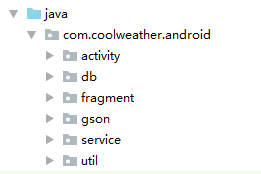 java
com.coolweather.android
activity
db
fragment
gson
service
util